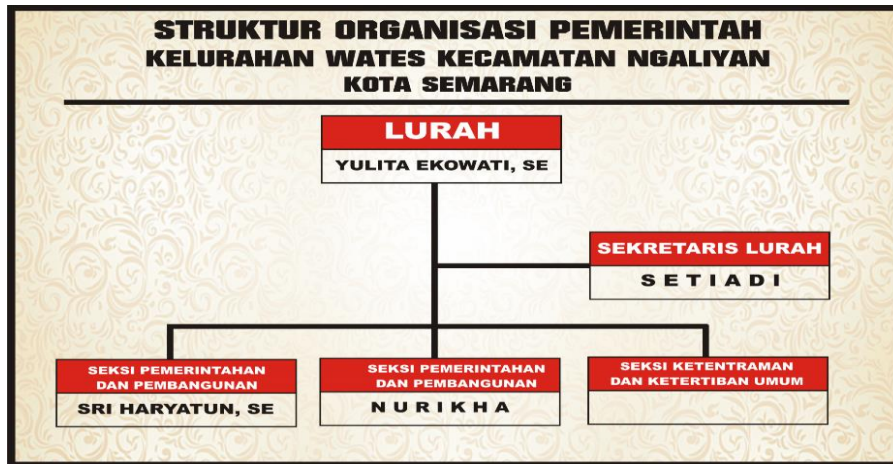 STRUKTUR ORGANISASI PEMERINTAH
KELURAHAN WATES KECAMATAN NGALIYAN
KOTA SEMARANG
LURAH
YULITA EKOWATI, SE
SEKRETARIS LURAH
SETIADI
SEKSI PEMERINTAHAN
DAN PEMBANGUNAN
SRI HARYATUN, SE
SEKSI PEMERINTAHAN
DAN PEMBANGUNAN
NURIKHA
SEKSI KETENTRAMAN
DAN KETERTIBAN UMUM